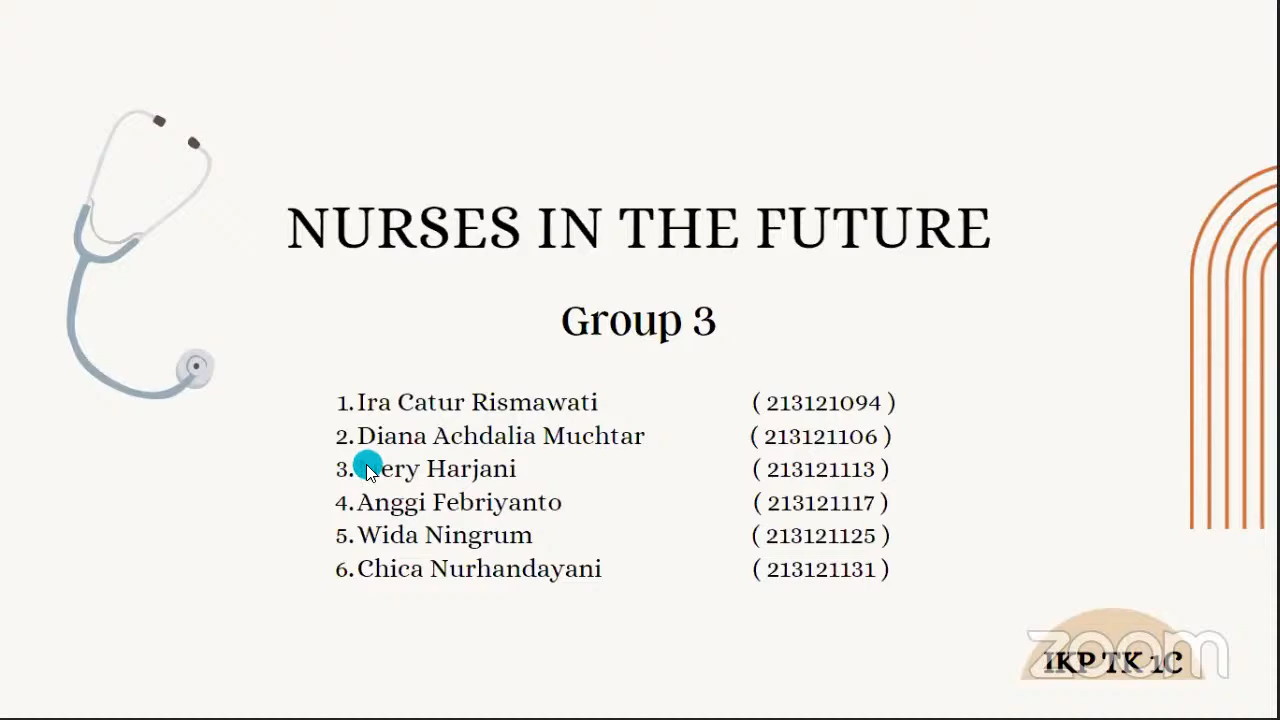 NURSES IN THE FUTURE
Group 3
1. Ira Catur Rismawati ( 213121094 )
2. Diana Achdalia Muchtar ( 213121106 )
3. Harjani ( 213121113 )
4. Anggi Febriyanto ( 213121117 )
5. Wida Ningrum ( 213121125 )
6. Chica Nurhandayani ( 213121131 )
zoom
IKP TK 1C